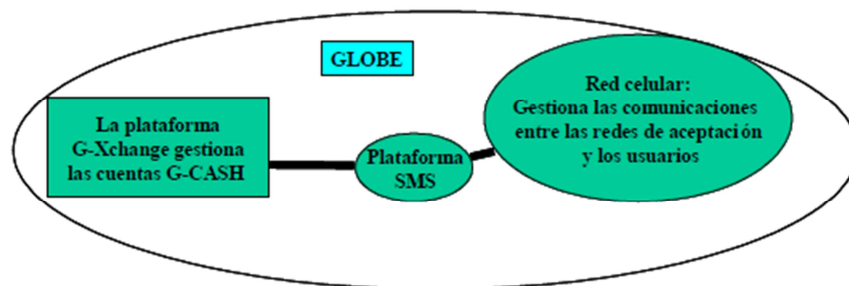 GLOBE
La plataforma
G-Xchange gestiona
las cuentas G-CASH
Plataforma
SMS
Red celular:
Gestiona las comunicaciones
entre las redes de aceptación
y los usuarios